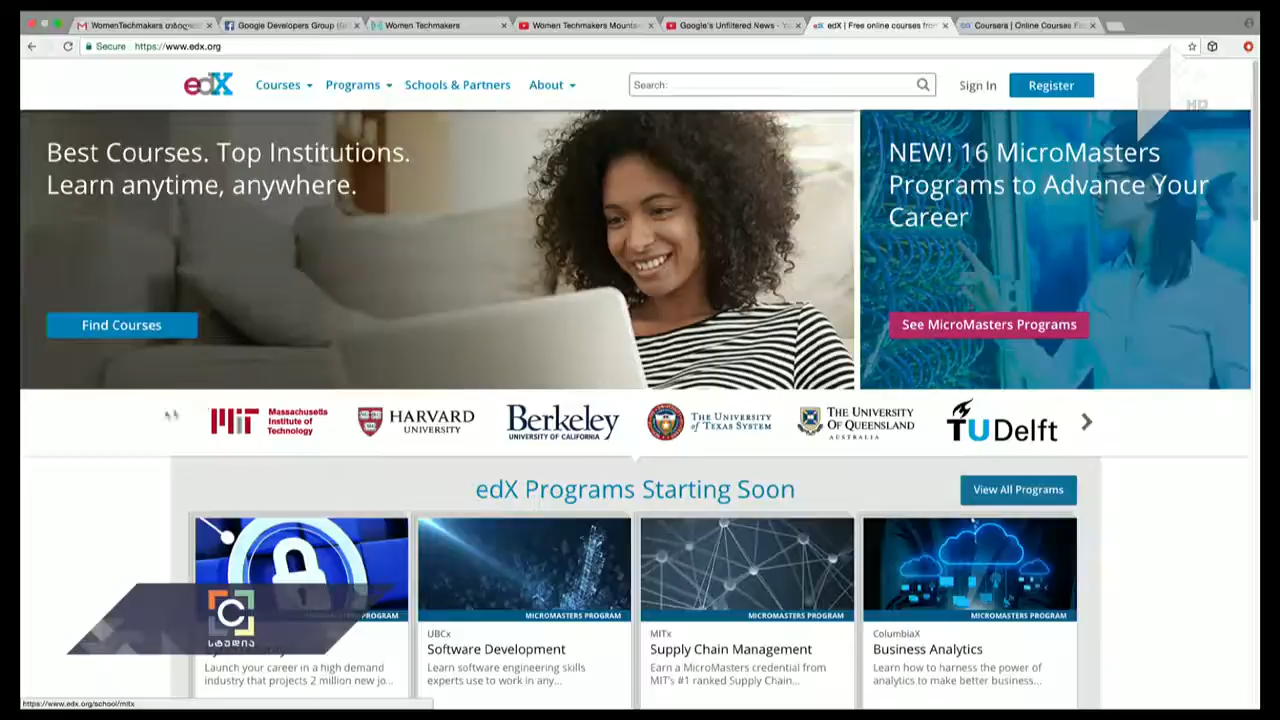 WomenTechmakers
Google Developers Group
Women Techmakers
Women Techmakers Mounta
Google's Unfiltered News - Yo
edX | Free online courses from
Coursera | Online Courses
Secure https://www.edx.org
edX
Courses
Programs
Schools & Partners
About
Search:
Sign In
Register
HD
Best Courses. Top Institutions.
Learn anytime, anywhere.
Find Courses
NEW! 16 MicroMasters
Programs to Advance Your
Career
See MicroMasters Programs
MIT Massachusetts
Institute of
Technology
HARVARD
UNIVERSITY
Berkeley
UNIVERSITY OF CALIFORNIA
THE UNIVERSITY
of TEXAS SYSTEM
THE UNIVERSITY
OF QUEENSLAND
AUSTRALIA
TUDelft
edX Programs Starting Soon
View All Programs
PROGRAM
Launch your career in a high demand
industry that projects 2 million new jo...
MICROMASTERS PROGRAM
UBCx
Software Development
Learn software engineering skills
experts use to work in any...
MICROMASTERS PROGRAM
MITx
Supply Chain Management
Earn a MicroMasters credential from
MIT's #1 ranked Supply Chain...
MICROMASTERS PROGRAM
ColumbiaX
Business Analytics
Learn how to harness the power of
analytics to make better business...
C
სტუდია
https://www.edx.org/school/mitx